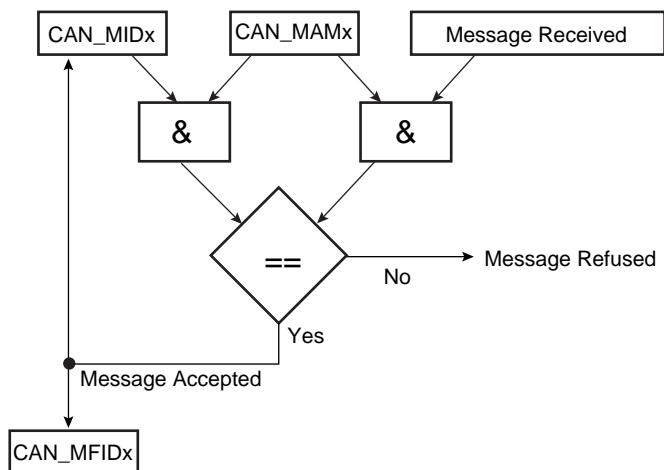 CAN_MIDx
CAN_MAMx
Message Received
&
&
==
No
Message Refused
Yes
Message Accepted
CAN_MFIDx